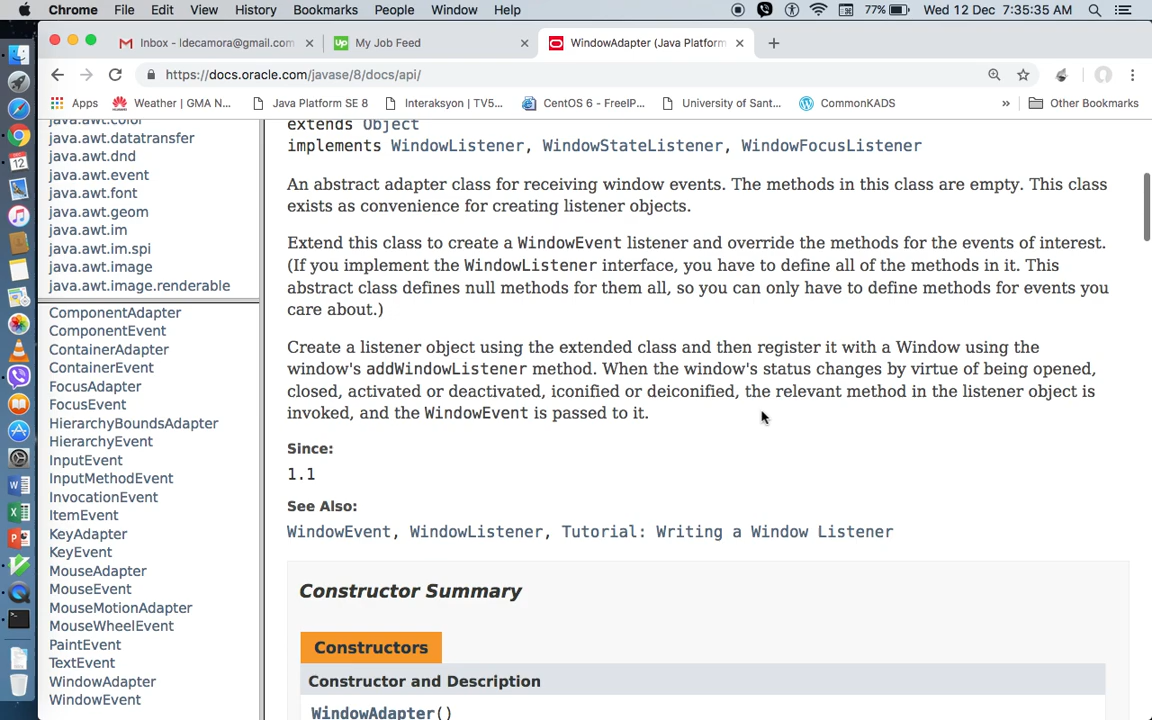 Chrome File Edit View History Bookmarks People Window Help 77% Wed 12 Dec 7:35:35 AM
Inbox - ldecamora@gmail.com
My Job Feed
WindowAdapter (Java Platform
https://docs.oracle.com/javase/8/docs/api/
Apps Weather | GMA N... Java Platform SE 8 Interaksyon | TV5... CentOS 6 - FreeIP... University of Sant... CommonKADS » Other Bookmarks
java.awt.color
java.awt.datatransfer
java.awt.dnd
java.awt.event
java.awt.font
java.awt.geom
java.awt.im
java.awt.im.spi
java.awt.image
java.awt.image.renderable
ComponentAdapter
ComponentEvent
ContainerAdapter
ContainerEvent
FocusAdapter
FocusEvent
HierarchyBoundsAdapter
HierarchyEvent
InputEvent
InputMethodEvent
InvocationEvent
ItemEvent
KeyAdapter
KeyEvent
MouseAdapter
MouseEvent
MouseMotionAdapter
MouseWheelEvent
PaintEvent
TextEvent
WindowAdapter
WindowEvent
extends Object
implements WindowListener, WindowStateListener, WindowFocusListener
An abstract adapter class for receiving window events. The methods in this class are empty. This class
exists as convenience for creating listener objects.
Extend this class to create a WindowEvent listener and override the methods for the events of interest.
(If you implement the WindowListener interface, you have to define all of the methods in it. This
abstract class defines null methods for them all, so you can only have to define methods for events you
care about.)
Create a listener object using the extended class and then register it with a Window using the
window's addWindowListener method. When the window's status changes by virtue of being opened,
closed, activated or deactivated, iconified or deiconified, the relevant method in the listener object is
invoked, and the WindowEvent is passed to it.
Since:
1.1
See Also:
WindowEvent, WindowListener, Tutorial: Writing a Window Listener
Constructor Summary
Constructors
Constructor and Description
WindowAdapter()